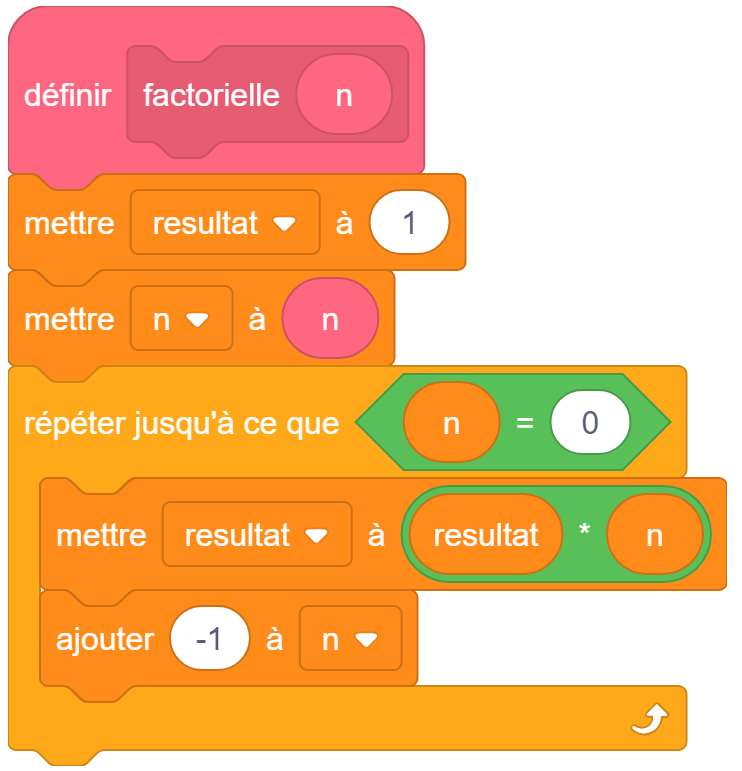 définir factorielle n
mettre resultat à 1
mettre n à n
répéter jusqu'à ce que n = 0
mettre resultat à resultat * n
ajouter -1 à n